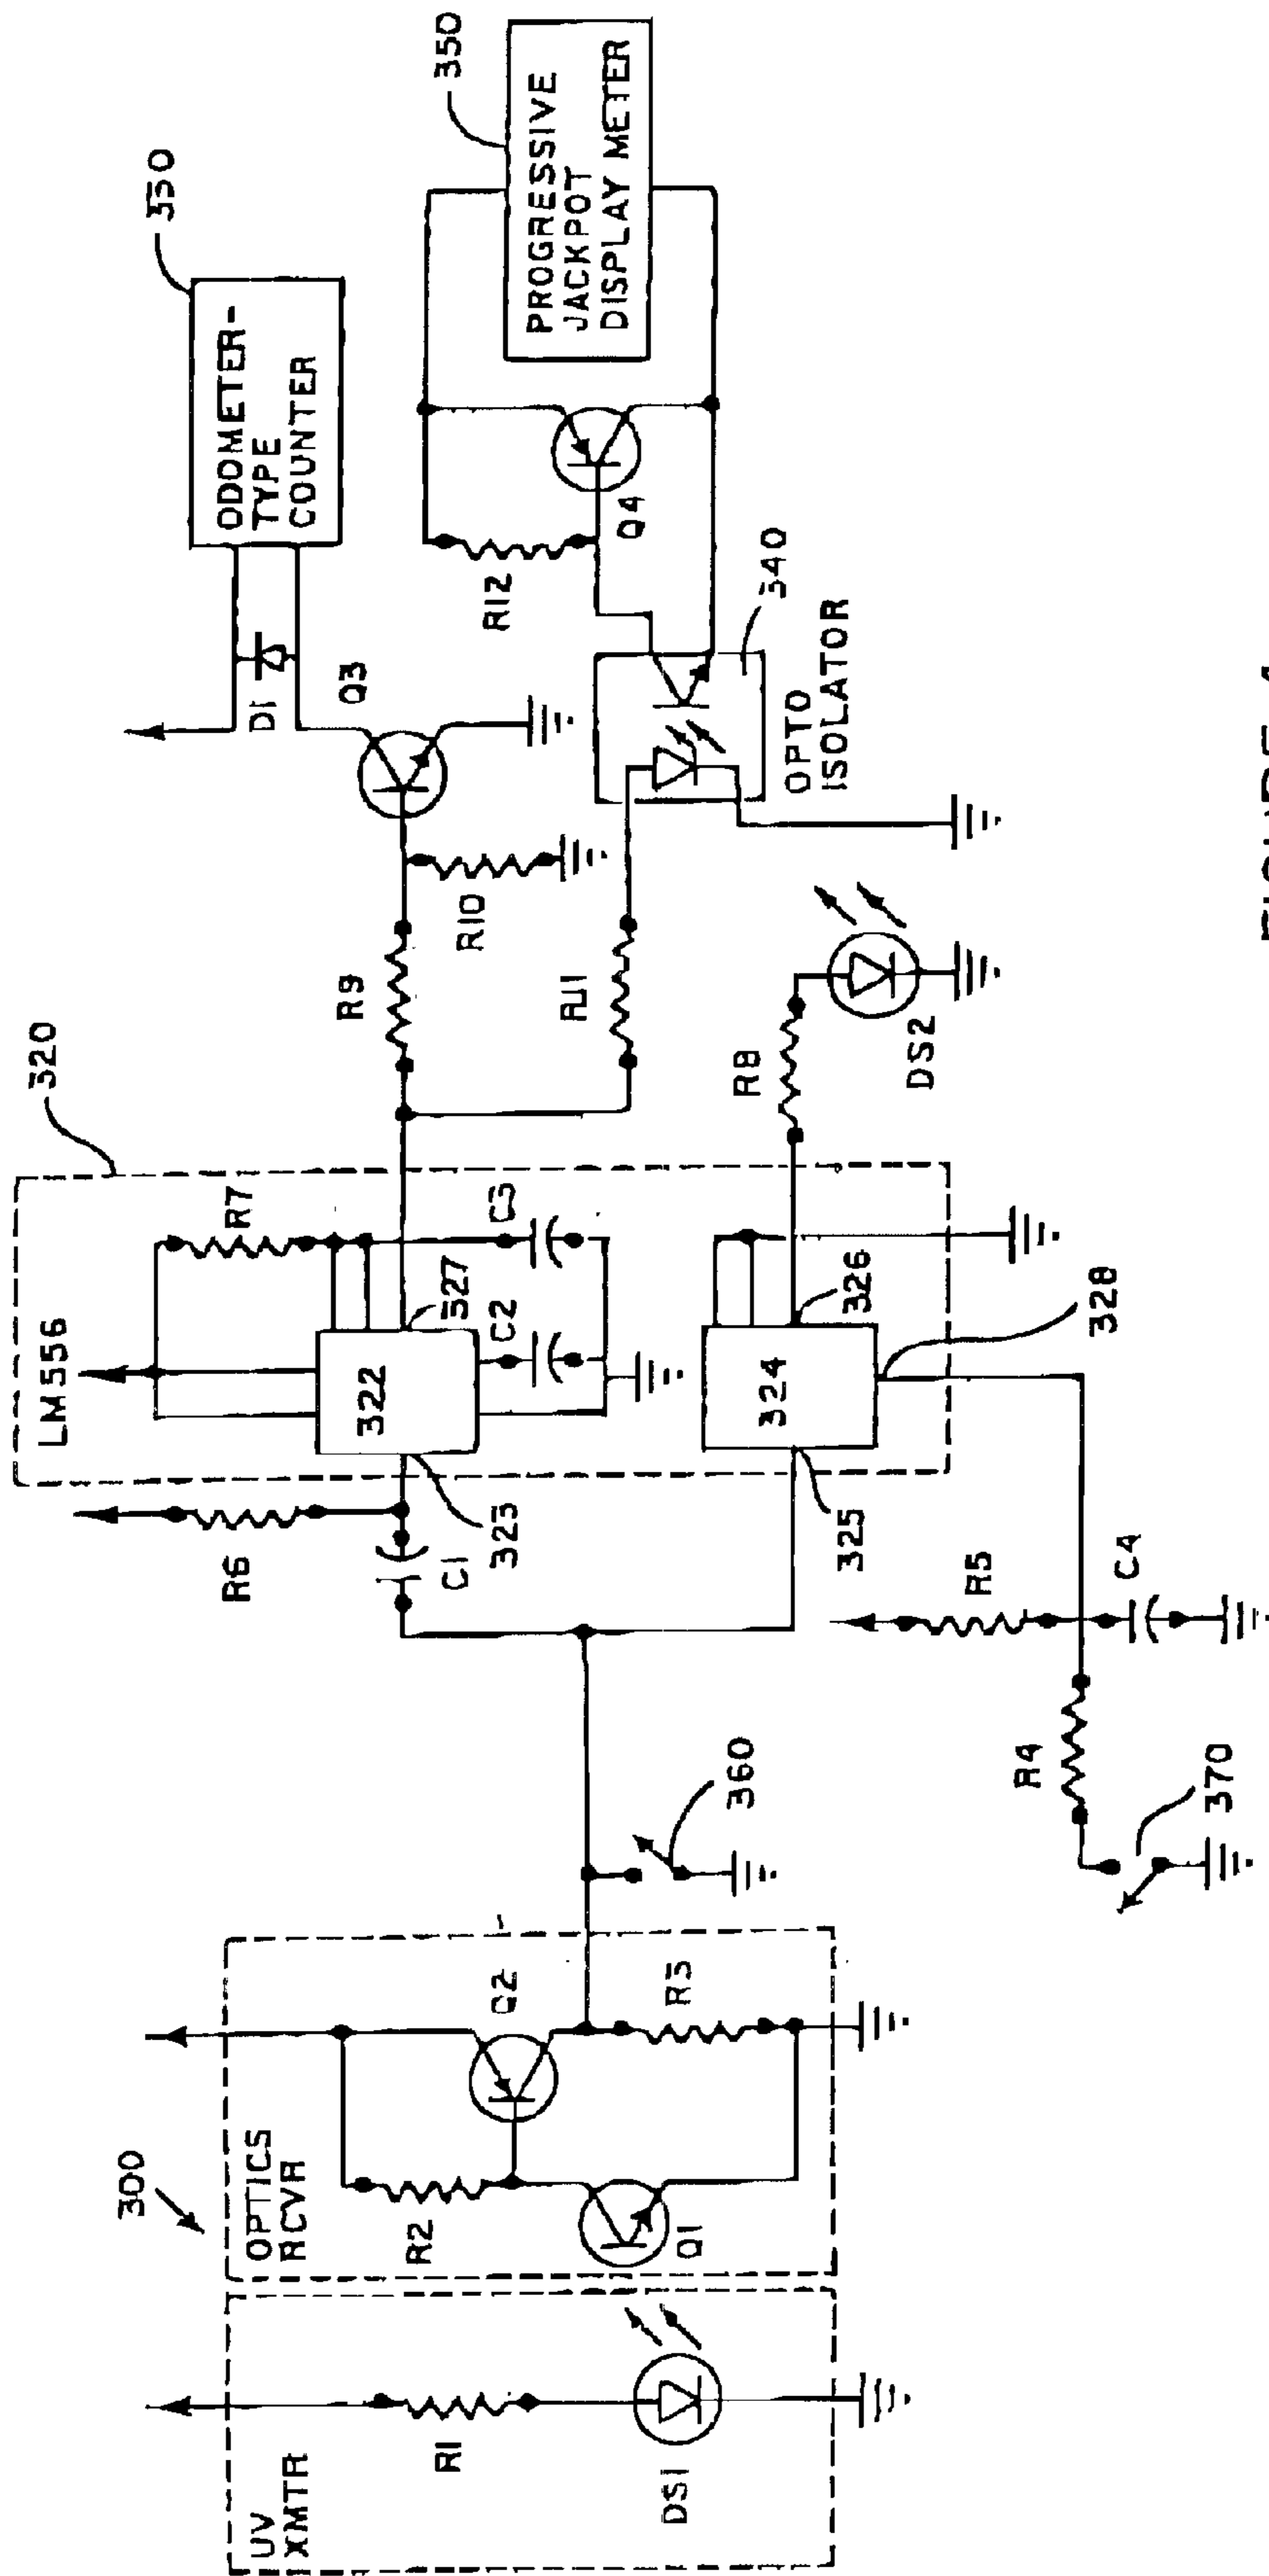 300
UV
XMTR
R1
DS1
OPTICS
RCVR
R2
Q1
Q2
R3
360
R4
370
R5
C4
R6
C1
323
325
LM556
320
322
R7
327
C2
C3
324
326
328
R8
DS2
R9
R10
R11
Q3
D1
ODOMETER-
TYPE
COUNTER
330
OPTO
ISOLATOR
340
R12
Q4
PROGRESSIVE
JACKPOT
DISPLAY METER
350